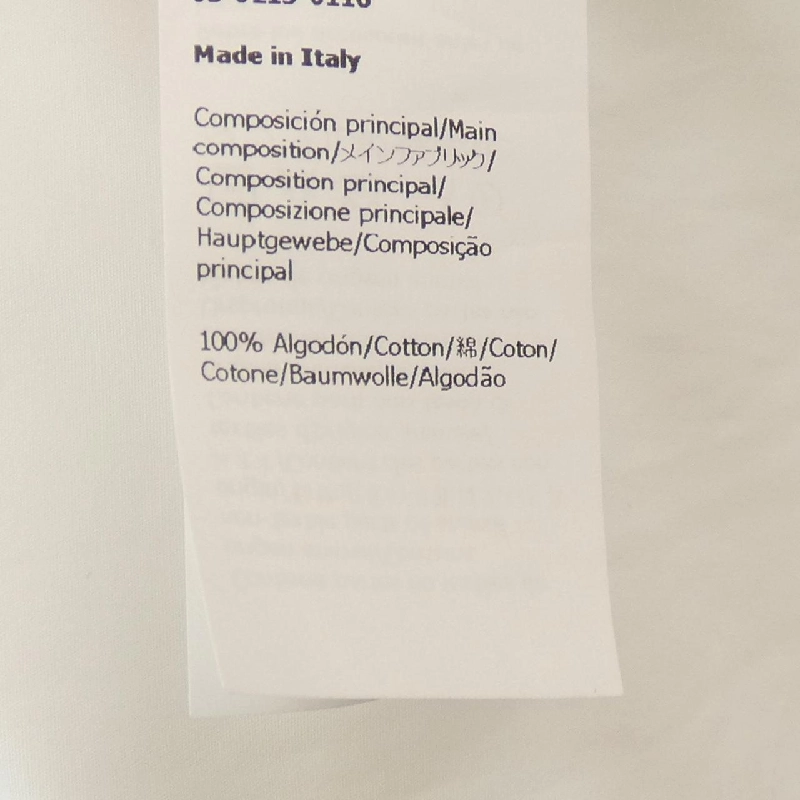 Made in Italy
Composición principal/Main
composition/メインファブリック/
Composition principal/
Composizione principale/
Hauptgewebe/Composição
principal
100% Algodón/Cotton/綿/Coton/
Cotone/Baumwolle/Algodão